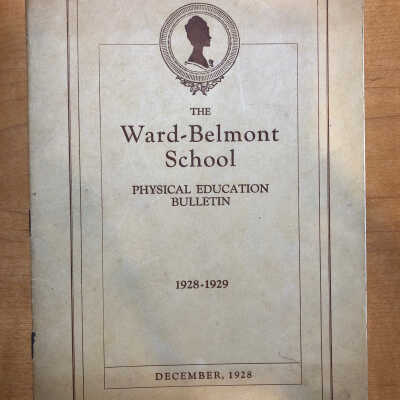 THE
Ward-Belmont
School
PHYSICAL EDUCATION
BULLETIN
1928-1929
DECEMBER, 1928